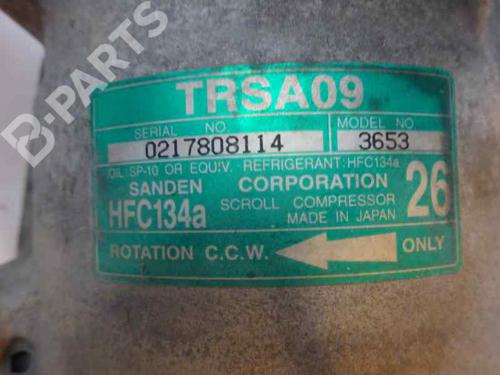 B-PARTS
TRSA09
SERIAL NO. MODEL NO
0217808114 3653
OIL: SP-10 OR EQUIV. REFRIGERANT:HFC134a
SANDEN CORPORATION
HFC134a SCROLL COMPRESSOR 26
MADE IN JAPAN
ROTATION C.C.W. ONLY